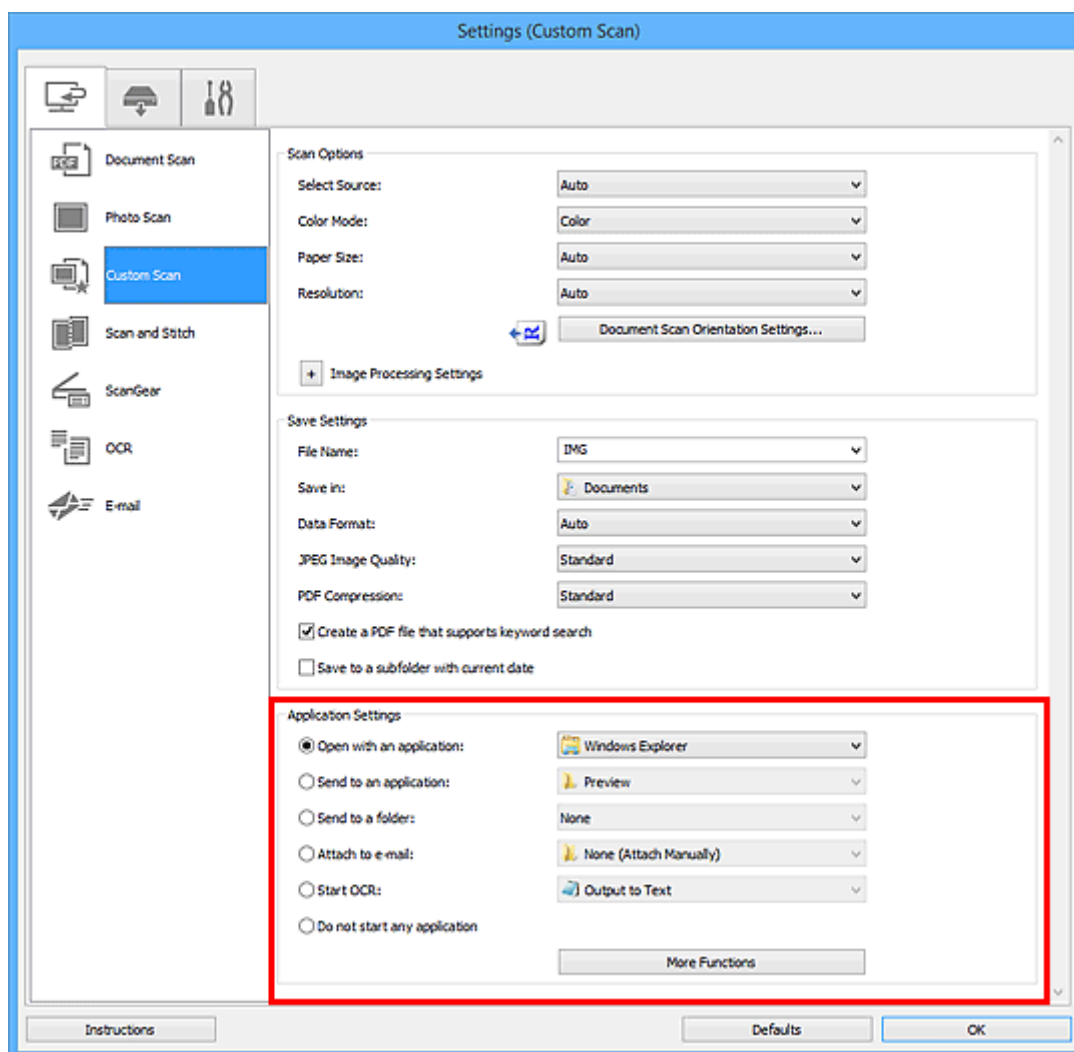 Settings (Custom Scan)
Document Scan
Photo Scan
Custom Scan
Scan and Stitch
ScanGear
OCR
E-mail
Scan Options
Select Source: Auto
Color Mode: Color
Paper Size: Auto
Resolution: Auto
Document Scan Orientation Settings...
+ Image Processing Settings
Save Settings
File Name: IMG
Save in: Documents
Data Format: Auto
JPEG Image Quality: Standard
PDF Compression: Standard
Create a PDF file that supports keyword search
Save to a subfolder with current date
Application Settings
Open with an application: Windows Explorer
Send to an application: Preview
Send to a folder: None
Attach to e-mail: None (Attach Manually)
Start OCR: Output to Text
Do not start any application
More Functions
Instructions Defaults OK